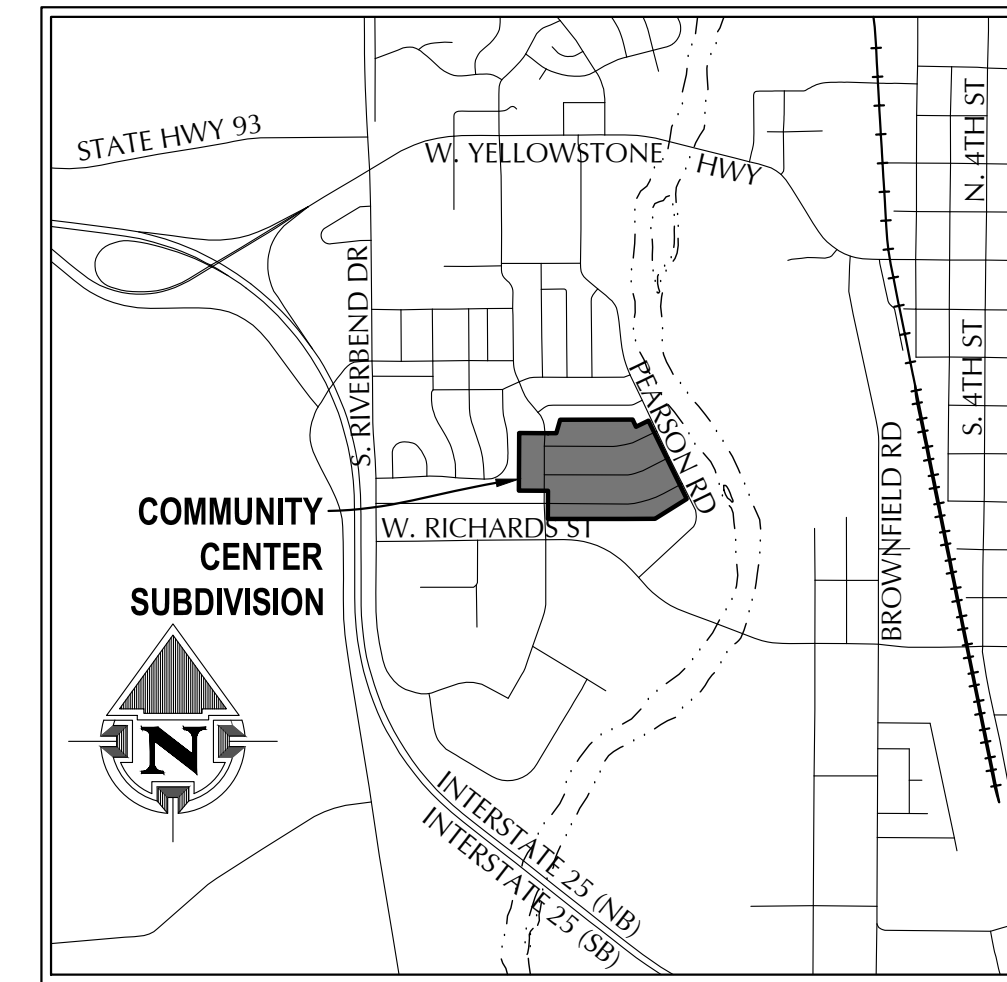 STATE HWY 93
W. YELLOWSTONE HWY
N. 4TH ST
S. RIVERBEND DR
PEARSON RD
S. 4TH ST
BROWNFIELD RD
COMMUNITY
CENTER
SUBDIVISION
W. RICHARDS ST
N
INTERSTATE 25 (NB)
INTERSTATE 25 (SB)